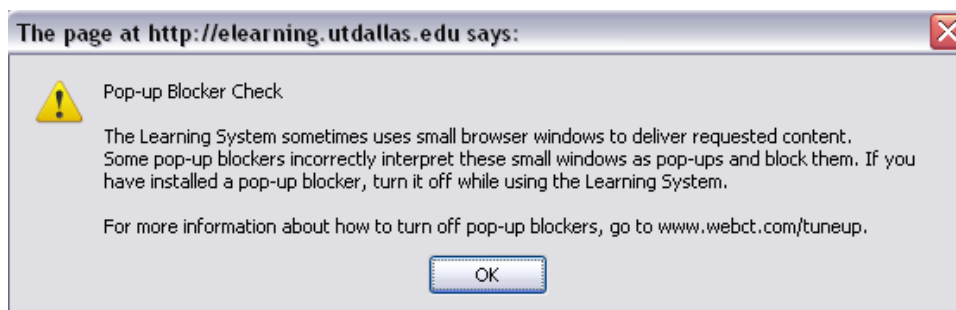 The page at http://elearning.utdallas.edu says:
Pop-up Blocker Check
The Learning System sometimes uses small browser windows to deliver requested content.
Some pop-up blockers incorrectly interpret these small windows as pop-ups and block them. If you
have installed a pop-up blocker, turn it off while using the Learning System.
For more information about how to turn off pop-up blockers, go to www.webct.com/tuneup.
OK